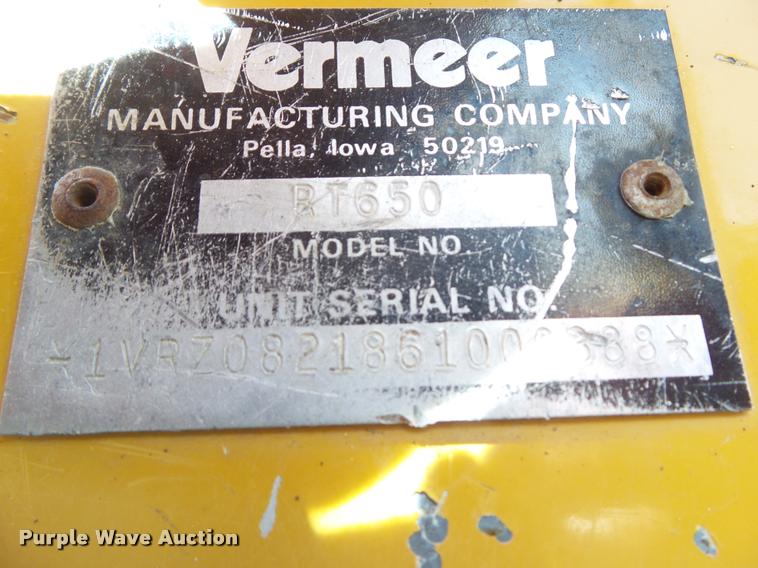 Vermeer
MANUFACTURING COMPANY
Pella, Iowa 50219
RT650
MODEL NO
UNIT SERIAL NO.
Purple Wave Auction